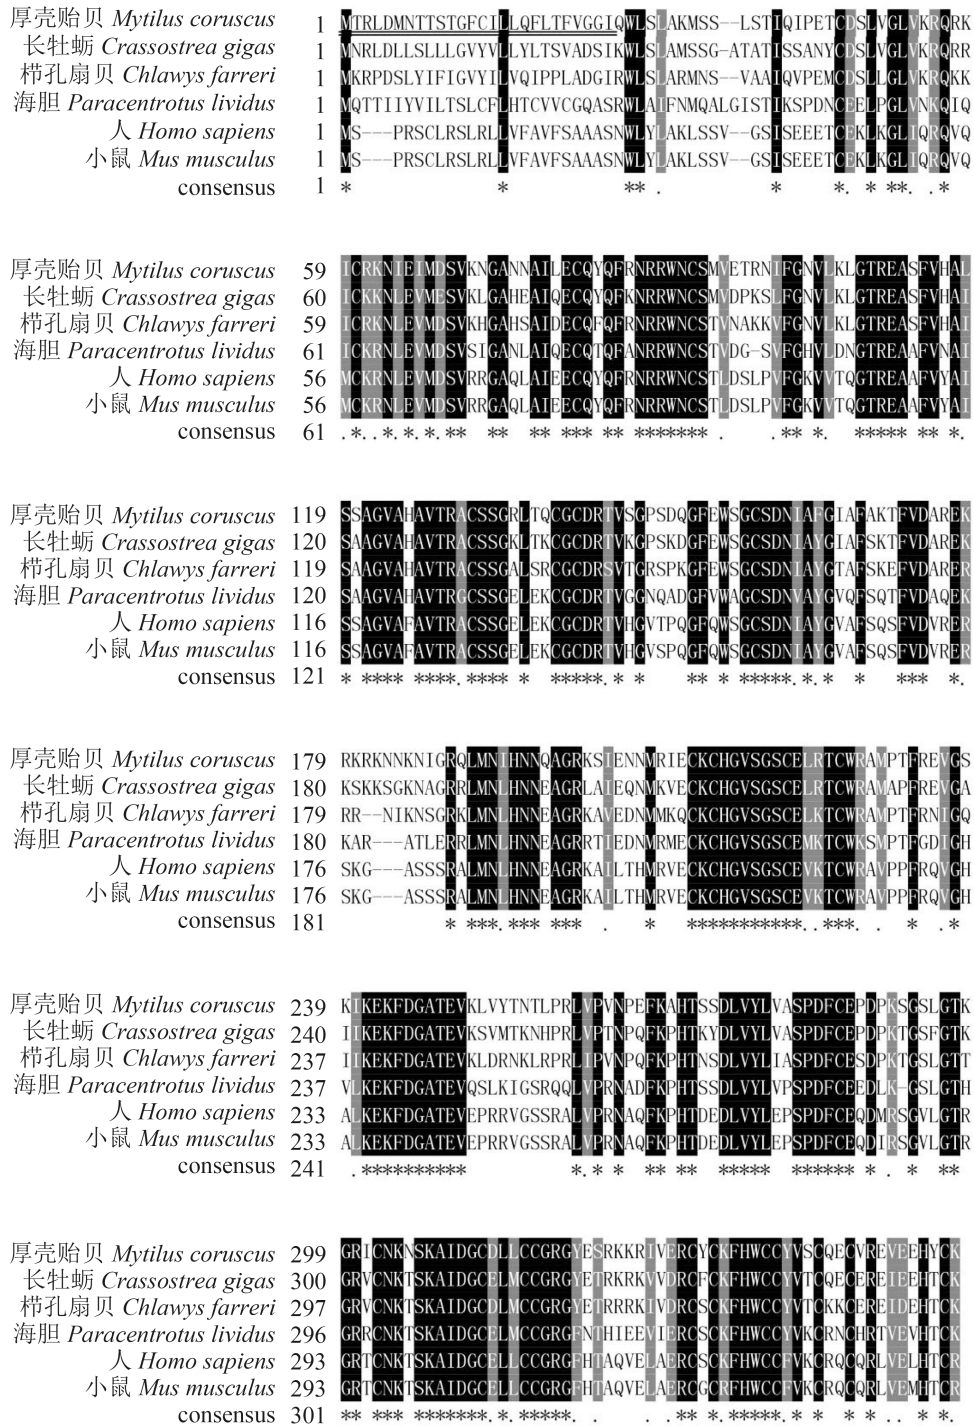 厚壳贻贝 Mytilus coruscus 1 MTRLDMNTTSTGFCILLQFLTFVGGIQWLSLAKMSS--LSTIQIPETCDSLVGLVKRQRK
长牡蛎 Crassostrea gigas 1 MNRLDLLSLLLGVYVLLYLTSVADSIKWLSLAMSSG-ATATISSANYCDSLVGLVKRQRK
栉孔扇贝 Chlawys farreri 1 MKRPDSLYIFIGVYILVQIPPLADGIRWLSLARMNS--VAAIQVPEMCDSLLGLVKRQKK
海胆 Paracentrotus lividus 1 MQTTIIYVILTSLCFLHTCVVCGQASRWLAIFNMQALGISTIKSPDNCEELPGLVNKQIQ
人 Homo sapiens 1 MS---PRSCLRSLRLLVFAVFSAAASNWLYLAKLSSV--GSISEEETCEKLKGLIQRQVQ
小鼠 Mus musculus 1 MS---PRSCLRSLRLLVFAVFSAAASNWLYLAKLSSV--GSISEEETCEKLKGLIQRQVQ
consensus 1 * * ** . * *. * **. . *
厚壳贻贝 Mytilus coruscus 59 ICRKNIEIMDSVKNGANNAILECQYQFRNRRWNCSMVETRNIFGNVLKLGTREASFVHAL
长牡蛎 Crassostrea gigas 60 ICKKNLEVMESVKLGAHEAIQECQYQFKNRRWNCSMVDPKSLFGNVLKLGTREASFVHAI
栉孔扇贝 Chlawys farreri 59 ICRKNLEVMDSVKHGAHSAIDECQFQFRNRRWNCSTVNAKKVFGNVLKLGTREASFVHAI
海胆 Paracentrotus lividus 61 ICKRNLEVMDSVSIGANLAIQECQTQFANRRWNCSTVDG-SVFGHVLDNGTREAAFVNAI
人 Homo sapiens 56 MCKRNLEVMDSVRRGAQLAIEECQYQFRNRRWNCSTLDSLPVFGKVVTQGTREAAFVYAI
小鼠 Mus musculus 56 MCKRNLEVMDSVRRGAQLAIEECQYQFRNRRWNCSTLDSLPVFGKVVTQGTREAAFVYAI
consensus 61 .*..*.*.*.** ** ** *** ** ******* . .** *. *****.** *.
厚壳贻贝 Mytilus coruscus 119 SSAGVAHAVTRACSSGRLTQCGCDRTVSGPSDQGFEWSGCSDNIAFGIAFAKTFVDAREK
长牡蛎 Crassostrea gigas 120 SAAGVAHAVTRACSSGKLTKCGCDRTVKGPSKDGFEWSGCSDNIAYGIAFSKTFVDAREK
栉孔扇贝 Chlawys farreri 119 SAAGVAHAVTRACSSGALSRCGCDRSVTGRSPKGFEWSGCSDNIAYGTAFSKEFVDARER
海胆 Paracentrotus lividus 120 SAAGVAHAVTRGCSSGELEKCGCDRTVGGNQADGFVWAGCSDNVAYGVQFSQTFVDAQEK
人 Homo sapiens 116 SSAGVAFAVTRACSSGELEKCGCDRTVHGVTPQGFQWSGCSDNIAYGVAFSQSFVDVRER
小鼠 Mus musculus 116 SSAGVAFAVTRACSSGELEKCGCDRTVHGVSPQGFQWSGCSDNIAYGVAFSQSFVDVRER
consensus 121 * **** ****.**** * *****.* * ** * *****.*.* * *** *.
厚壳贻贝 Mytilus coruscus 179 RKRKNNKNIGRQLMNIHNNQAGRKSIENNMRIECKCHGVSGSCELRTCWRAMPTFREVGS
长牡蛎 Crassostrea gigas 180 KSKKSGKNAGRRLMNLHNNEAGRLAIEQNMKVECKCHGVSGSCELRTCWRAMAPFREVGA
栉孔扇贝 Chlawys farreri 179 RR--NIKNSGRKLMNLHNNEAGRKAVEDNMMKQCKCHGVSGSCELKTCWRAMPTFRNIGQ
海胆 Paracentrotus lividus 180 KAR---ATLERRLMNLHNNEAGRRTIEDNMRMECKCHGVSGSCEMKTCWKSMPTFGDIGH
人 Homo sapiens 176 SKG---ASSSRALMNLHNNEAGRKAILTHMRVECKCHGVSGSCEVKTCWRAVPPFRQVGH
小鼠 Mus musculus 176 SKG---ASSSRALMNLHNNEAGRKAILTHMRVECKCHGVSGSCEVKTCWRAVPPFRQVGH
consensus 181 * ***.*** *** . * ***********..***. . * .*
厚壳贻贝 Mytilus coruscus 239 KIKEKFDGATEVKLVYTNTLPRLVPVNPEFKAHTSSDLVYLVASPDFCEPDPKSGSLGTK
长牡蛎 Crassostrea gigas 240 IIKEKFDGATEVKSVMTKNHPRLVPTNPQFKPHTKYDLVYLVASPDFCEPDPKTGSFGTK
栉孔扇贝 Chlawys farreri 237 IIKEKFDGATEVKLDRNKLRPRLIPVNPQFKPHTNSDLVYLIASPDFCESDPKTGSLGTT
海胆 Paracentrotus lividus 237 VLKEKFDGATEVQSLKIGSRQQLVPRNADFKPHTSSDLVYLVPSPDFCEEDLK-GSLGTH
人 Homo sapiens 233 ALKEKFDGATEVEPRRVGSSRALVPRNAQFKPHTDEDLVYLEPSPDFCEQDMRSGVLGTR
小鼠 Mus musculus 233 ALKEKFDGATEVEPRRVGSSRALVPRNAQFKPHTDEDLVYLEPSPDFCEQDIRSGVLGTR
consensus 241 .********** *.* * ** ** ***** ****** * . * **
厚壳贻贝 Mytilus coruscus 299 GRICNKNSKAIDGCDLLCCGRGYESRKKRIVERCYCKFHWCCYVSCQECVREVEEHYCK
长牡蛎 Crassostrea gigas 300 GRVCNKTSKAIDGCELMCCGRGYETRKRKVVDRCFCKFHWCCYVTCQECEREIEEHTCK
栉孔扇贝 Chlawys farreri 297 GRVCNKTSKAIDGCDLMCCGRGYETRRRKIVDRCSCKFHWCCYVTCKKCEREIDEHTCK
海胆 Paracentrotus lividus 296 GRRCNKTSKAIDGCELMCCGRGFNTHIEEVIERCSCKFHWCCYVKCRNCHRTVEVHTCK
人 Homo sapiens 293 GRTCNKTSKAIDGCELLCCGRGFHTAQVELAERCSCKFHWCCFVKCRQCQRLVELHTCR
小鼠 Mus musculus 293 GRTCNKTSKAIDGCELLCCGRGFHTAQVELAERCGCRFHWCCFVKCRQCQRLVEMHTCR
consensus 301 ** *** *******.*.*****. . . .** *.*****.* * * * .. * *.